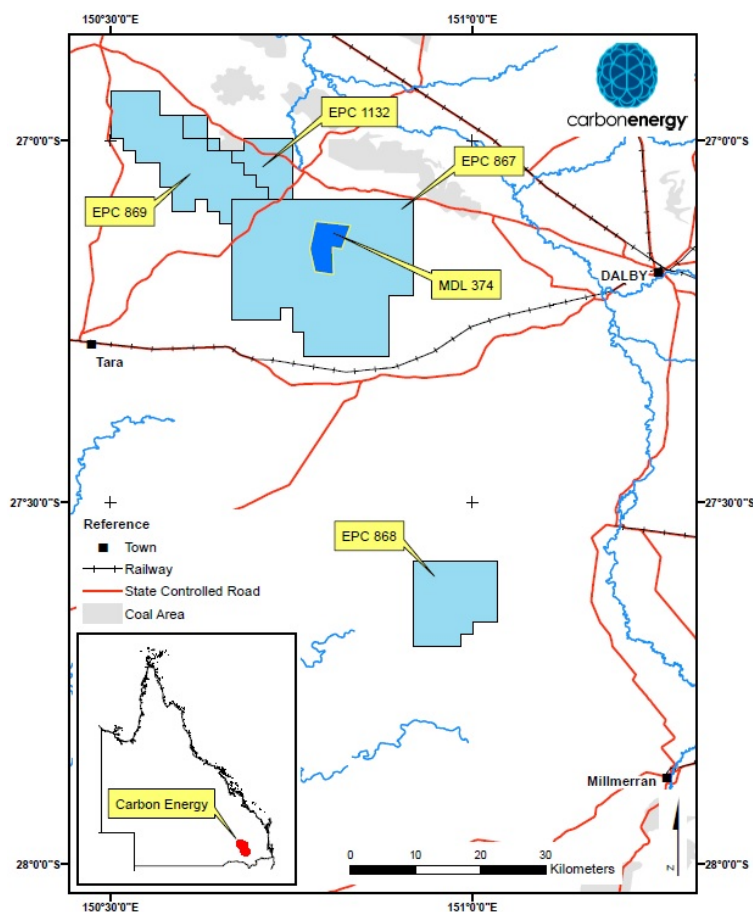 150°30'0"E
151°0'0"E
carbonenergy
27°0'0"S
27°0'0"S
EPC 1132
EPC 867
EPC 869
MDL 374
DALBY
Tara
27°30'0"S
27°30'0"S
Reference
Town
Railway
State Controlled Road
Coal Area
EPC 868
Carbon Energy
Millmerran
0 10 20 30
Kilometers
N
28°0'0"S
28°0'0"S
150°30'0"E
151°0'0"E